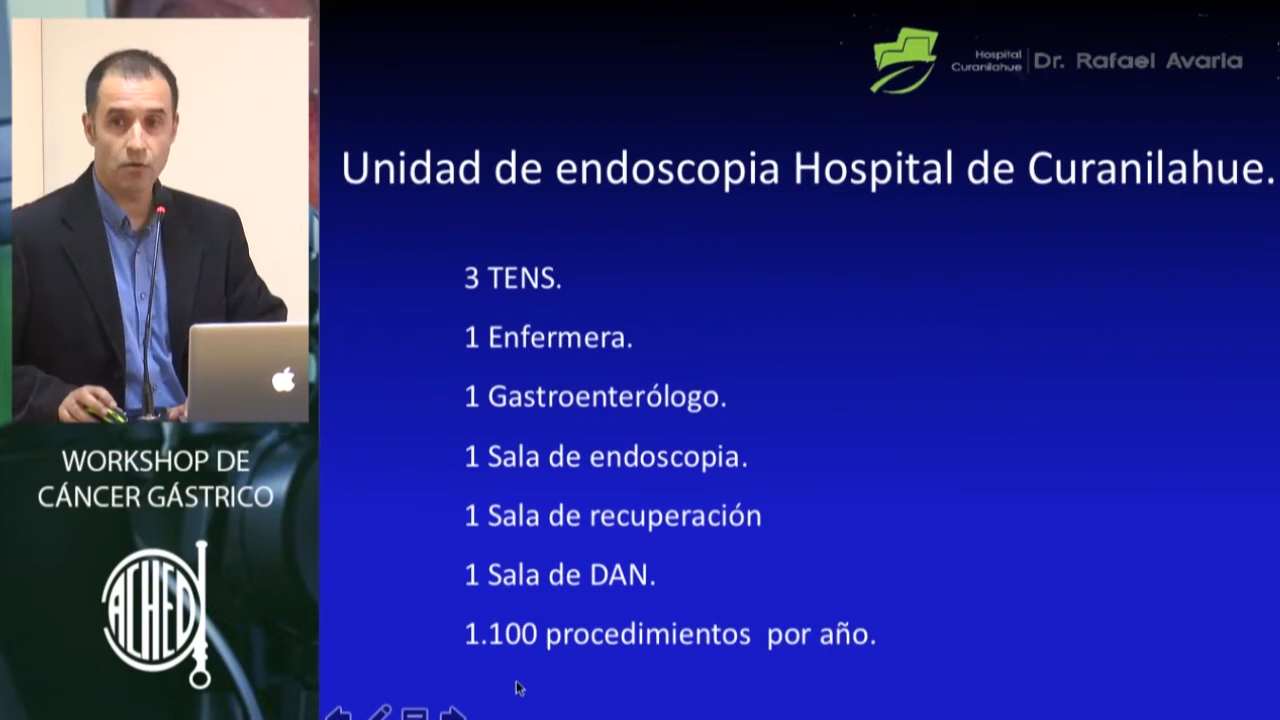 Hospital
Curanilahue
Dr. Rafael Avaria
Unidad de endoscopia Hospital de Curanilahue.
3 TENS.
1 Enfermera.
1 Gastroenterólogo.
1 Sala de endoscopia.
1 Sala de recuperación
1 Sala de DAN.
1.100 procedimientos por año.
WORKSHOP DE
CÁNCER GÁSTRICO
ACHED